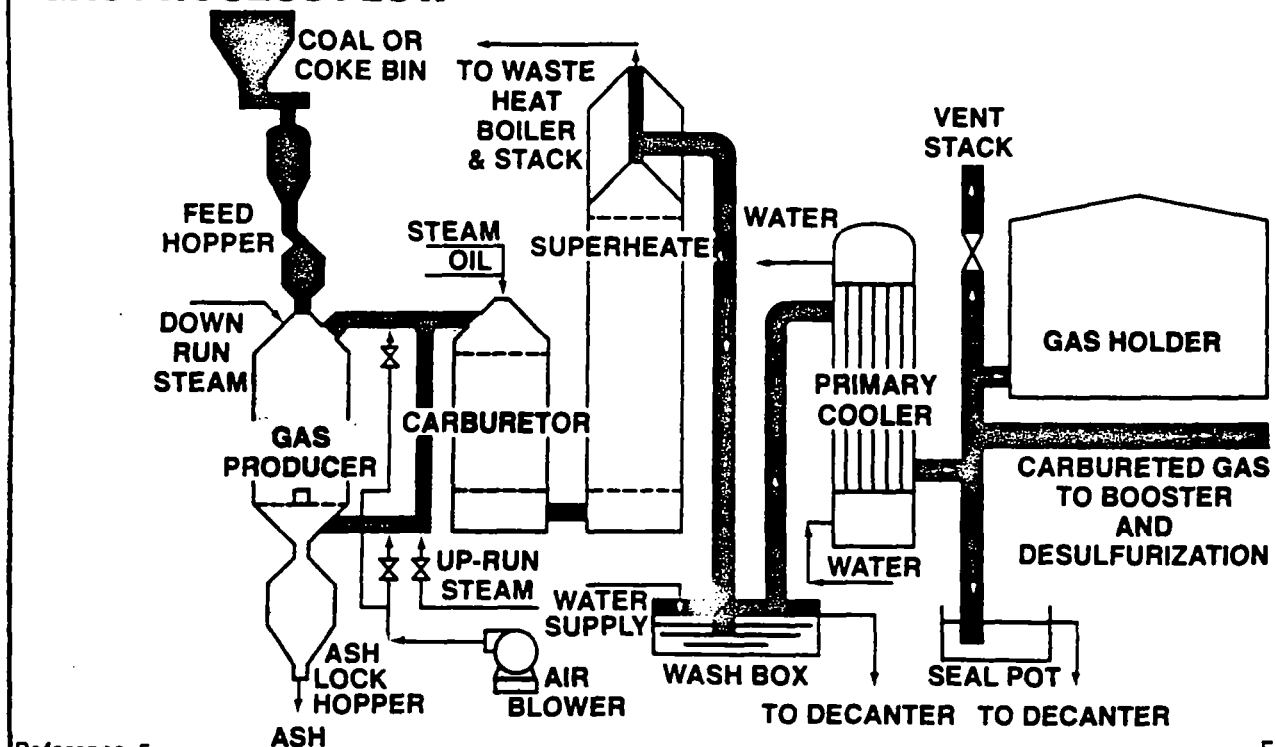 COAL OR
COKE BIN
TO WASTE
HEAT
BOILER
& STACK
VENT
STACK
FEED
HOPPER
STEAM
OIL
SUPERHEATE
WATER
DOWN
RUN
STEAM
GAS HOLDER
PRIMARY
COOLER
CARBURETOR
GAS
PRODUCER
CARBURETED GAS
TO BOOSTER
AND
DESULFURIZATION
UP-RUN
STEAM
WATER
WATER
SUPPLY
ASH
LOCK
HOPPER
AIR
BLOWER
WASH BOX
SEAL POT
TO DECANTER
TO DECANTER
ASH